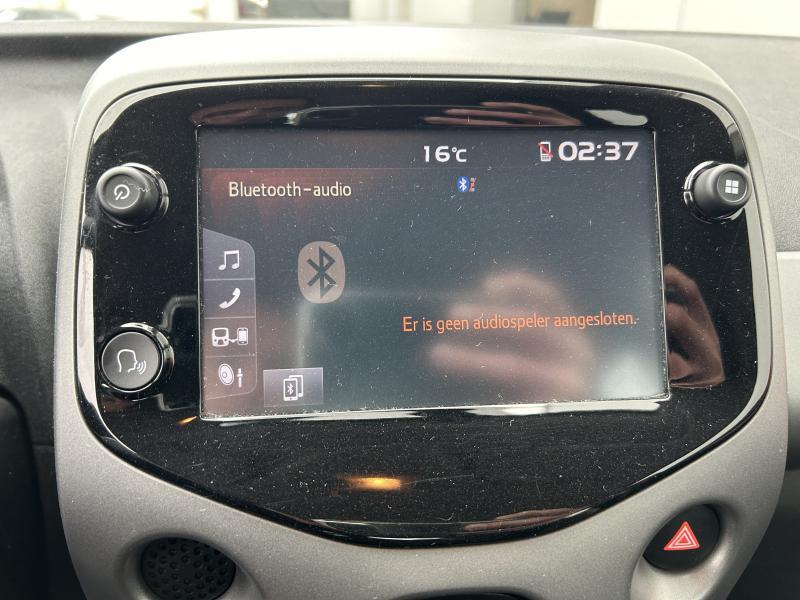 16°C
02:37
Bluetooth-audio
Er is geen audiospeler aangesloten.